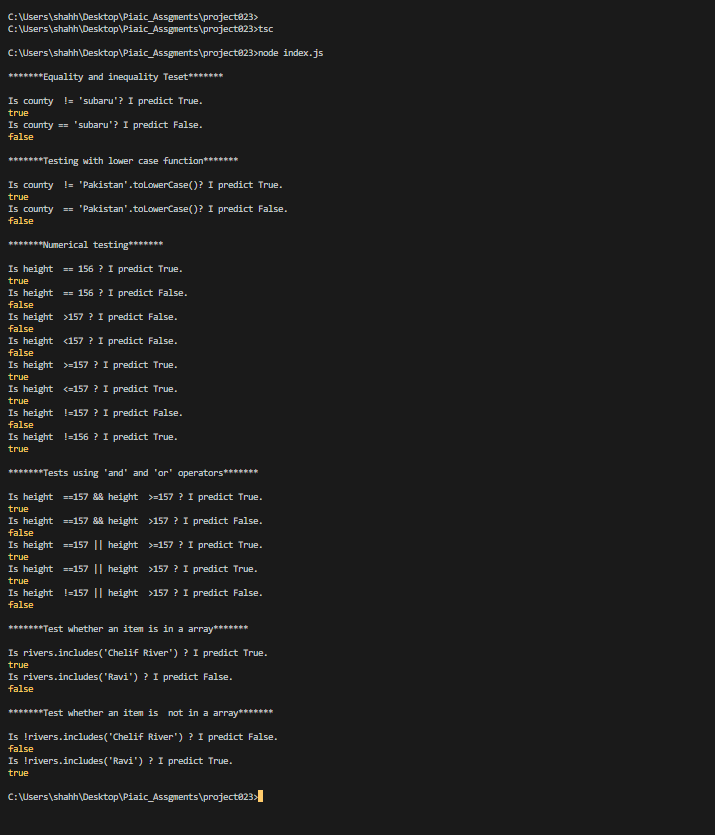 C:\Users\shahh\Desktop\Piaic_Assgments\project023>
C:\Users\shahh\Desktop\Piaic_Assgments\project023>tsc
C:\Users\shahh\Desktop\Piaic_Assgments\project023>node index.js
*******Equality and inequality Teset*******
Is county  != 'subaru'? I predict True.
true
Is county == 'subaru'? I predict False.
false
*******Testing with lower case function*******
Is county  != 'Pakistan'.toLowerCase()? I predict True.
true
Is county  == 'Pakistan'.toLowerCase()? I predict False.
false
*******Numerical testing*******
Is height  == 156 ? I predict True.
true
Is height  == 156 ? I predict False.
false
Is height  >157 ? I predict False.
false
Is height  <157 ? I predict False.
false
Is height  >=157 ? I predict True.
true
Is height  <=157 ? I predict True.
true
Is height  !=157 ? I predict False.
false
Is height  !=156 ? I predict True.
true
*******Tests using 'and' and 'or' operators*******
Is height  ==157 && height  >=157 ? I predict True.
true
Is height  ==157 && height  >157 ? I predict False.
false
Is height  ==157 || height  >=157 ? I predict True.
true
Is height  ==157 || height  >157 ? I predict True.
true
Is height  !=157 || height  >157 ? I predict False.
false
*******Test whether an item is in a array*******
Is rivers.includes('Chelif River') ? I predict True.
true
Is rivers.includes('Ravi') ? I predict False.
false
*******Test whether an item is  not in a array*******
Is !rivers.includes('Chelif River') ? I predict False.
false
Is !rivers.includes('Ravi') ? I predict True.
true
C:\Users\shahh\Desktop\Piaic_Assgments\project023>